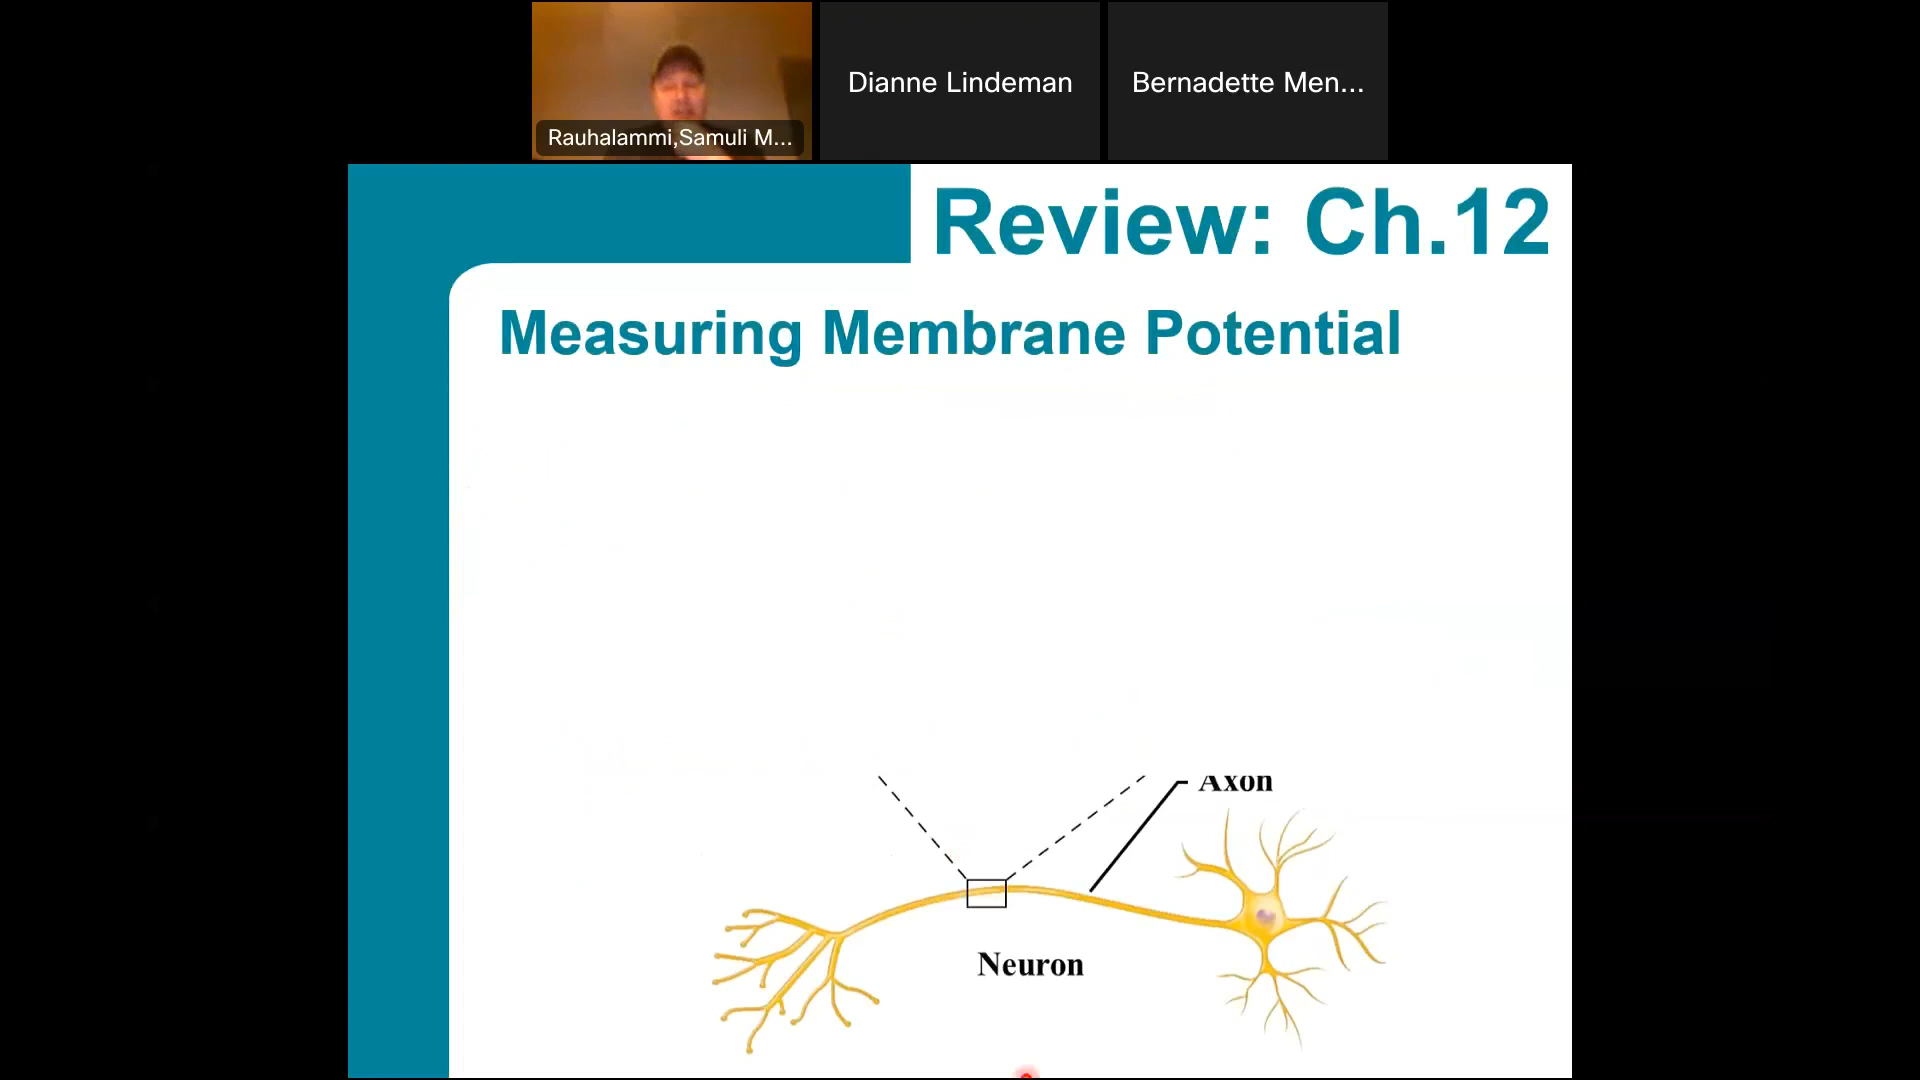 Rauhalammi,Samuli M...
Dianne Lindeman
Bernadette Men...
Review: Ch.12
Measuring Membrane Potential
Axon
Neuron